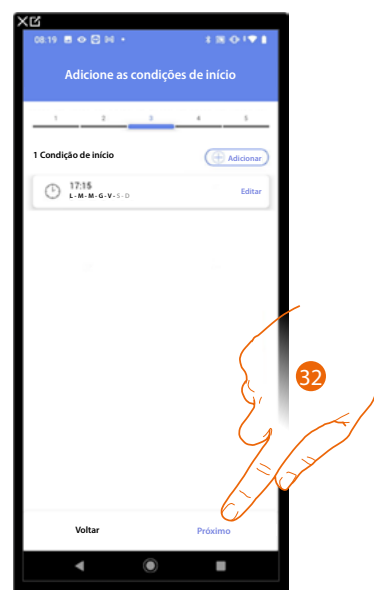 08:19
Adicione as condições de início
1 2 3 4 5
1 Condição de início
Adicionar
17:15
L-M-M-G-V-S-D
Editar
32
Voltar
Próximo